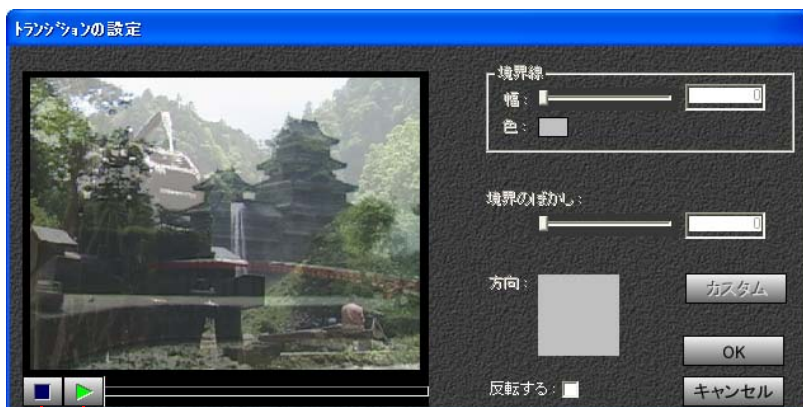 トランジションの設定
境界線
幅: 0
色:
境界のぼかし:
0
方向:
カスタム
OK
反転する:
キャンセル